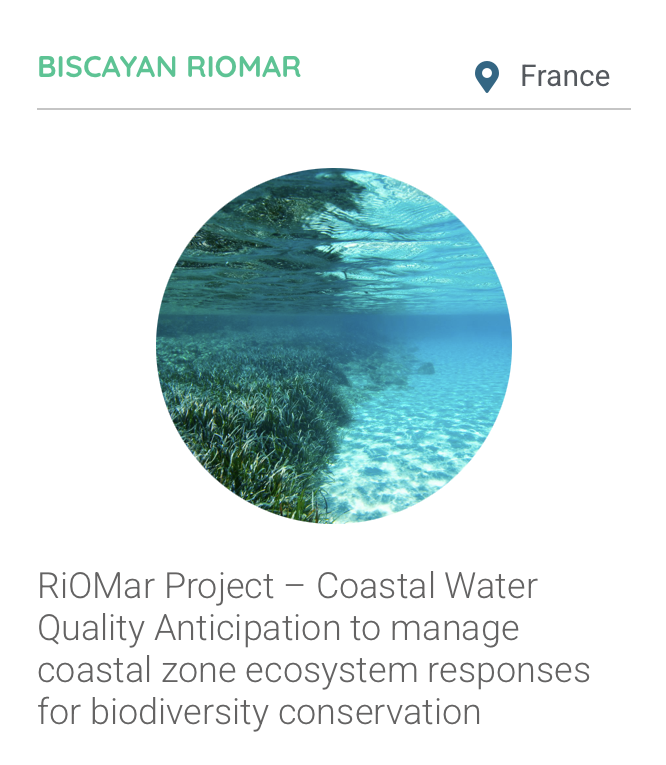 BISCAYAN RIOMAR
France
RiOMar Project – Coastal Water
Quality Anticipation to manage
coastal zone ecosystem responses
for biodiversity conservation